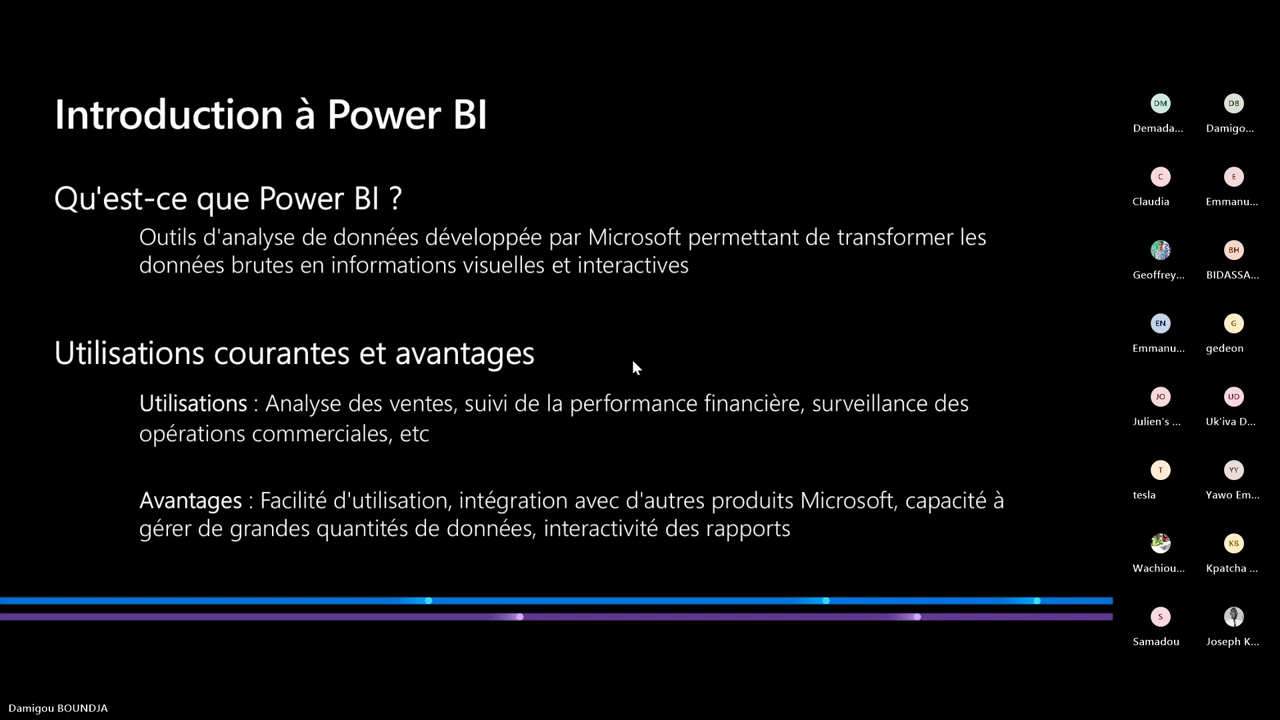 Introduction à Power BI
Qu'est-ce que Power BI ?
Outils d'analyse de données développée par Microsoft permettant de transformer les
données brutes en informations visuelles et interactives
Utilisations courantes et avantages
Utilisations : Analyse des ventes, suivi de la performance financière, surveillance des
opérations commerciales, etc
Avantages : Facilité d'utilisation, intégration avec d'autres produits Microsoft, capacité à
gérer de grandes quantités de données, interactivité des rapports
DM DB
Demada... Damigo...
C E
Claudia Emmanu...
BH
Geoffrey... BIDASSA...
EN G
Emmanu... gedeon
JO UD
Julien's ... Uk'iva D...
T YY
tesla Yawo Em...
KB
Wachiou... Kpatcha ...
S
Samadou Joseph K...
Damigou BOUNDJA